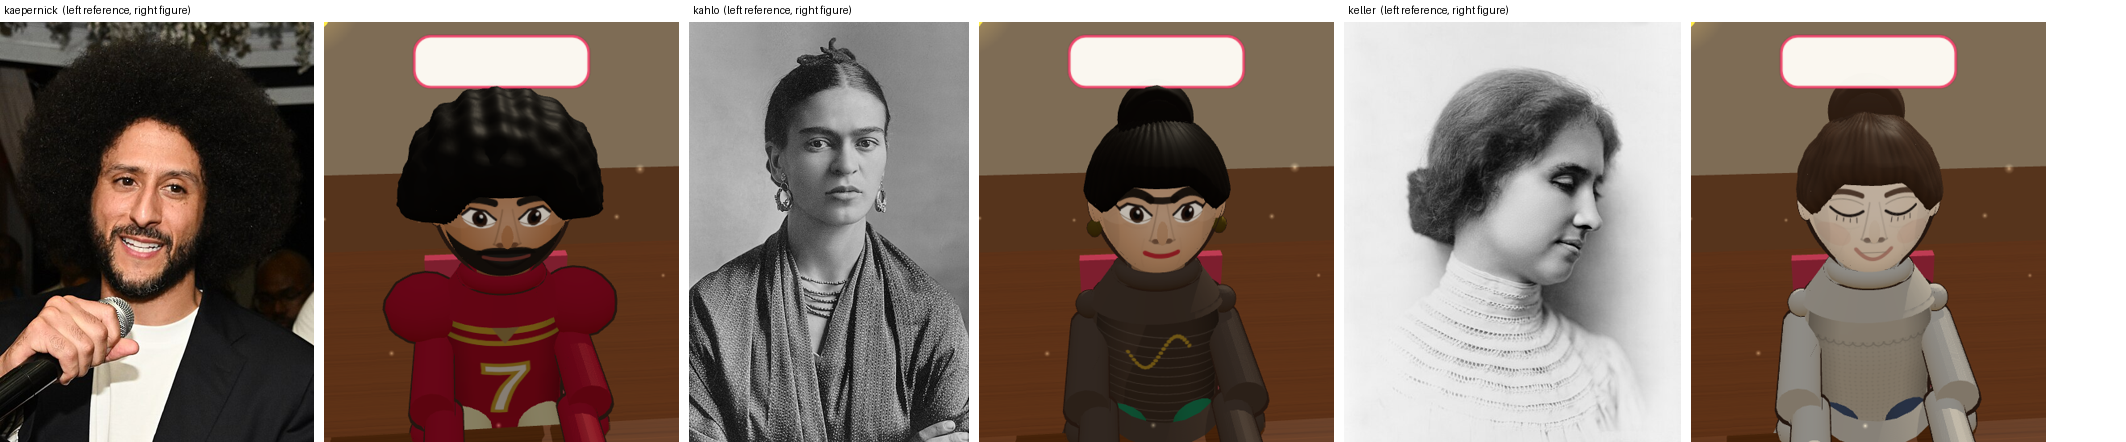 kaepernick (left reference, right figure)
kahlo (left reference, right figure)
keller (left reference, right figure)
7